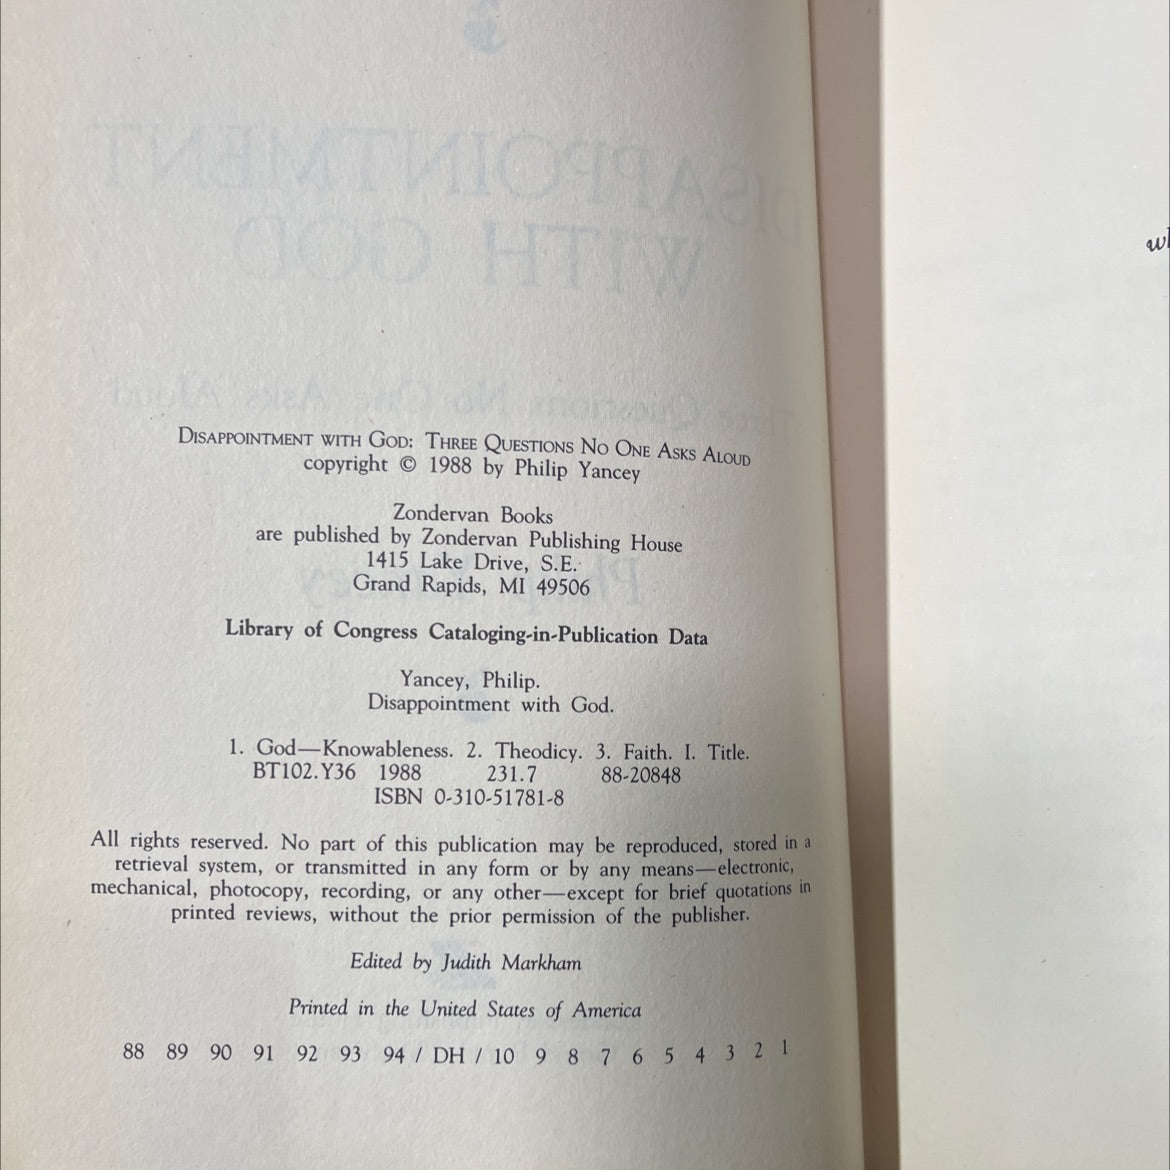 DISAPPOINTMENT WITH GOD: THREE QUESTIONS NO ONE ASKS ALOUD
copyright © 1988 by Philip Yancey
Zondervan Books
are published by Zondervan Publishing House
1415 Lake Drive, S.E.
Grand Rapids, MI 49506
Library of Congress Cataloging-in-Publication Data
Yancey, Philip.
Disappointment with God.
1. God—Knowableness. 2. Theodicy. 3. Faith. I. Title.
BT102.Y36 1988 231.7 88-20848
ISBN 0-310-51781-8
All rights reserved. No part of this publication may be reproduced, stored in a
retrieval system, or transmitted in any form or by any means—electronic,
mechanical, photocopy, recording, or any other—except for brief quotations in
printed reviews, without the prior permission of the publisher.
Edited by Judith Markham
Printed in the United States of America
88 89 90 91 92 93 94 / DH / 10 9 8 7 6 5 4 3 2 1